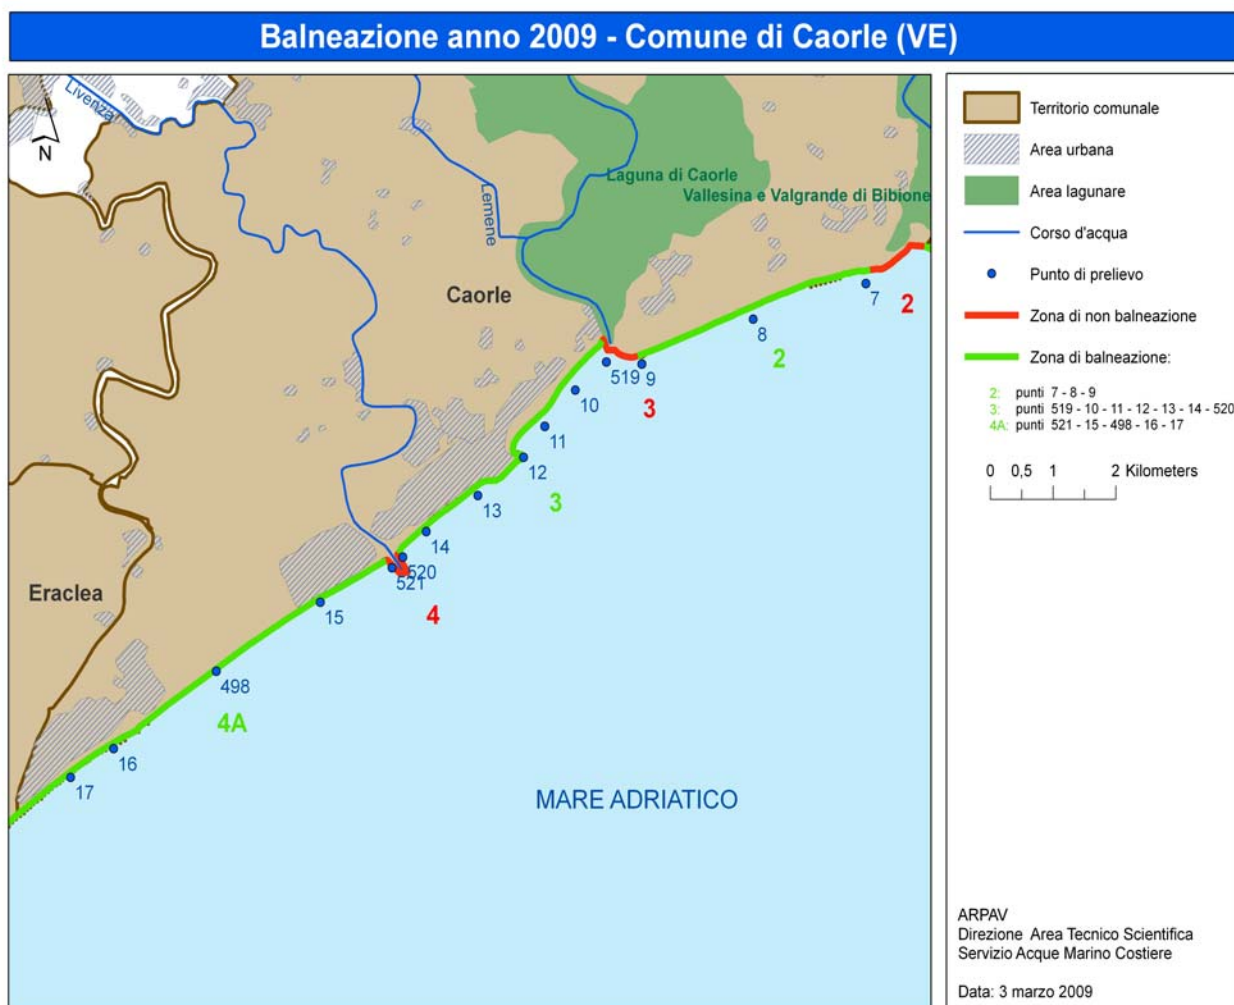 Balneazione anno 2009 - Comune di Caorle (VE)
Livenza
N
Lemene
Laguna di Caorle
Vallesina e Valgrande di Bibione
Caorle
7
2
8
2
519
9
3
10
11
12
3
13
14
520
521
4
Eraclea
15
498
4A
16
17
MARE ADRIATICO
Territorio comunale
Area urbana
Area lagunare
Corso d'acqua
Punto di prelievo
Zona di non balneazione
Zona di balneazione:
2: punti 7 - 8 - 9
3: punti 519 - 10 - 11 - 12 - 13 - 14 - 520
4A: punti 521 - 15 - 498 - 16 - 17
0 0,5 1 2 Kilometers
ARPAV
Direzione Area Tecnico Scientifica
Servizio Acque Marino Costiere
Data: 3 marzo 2009